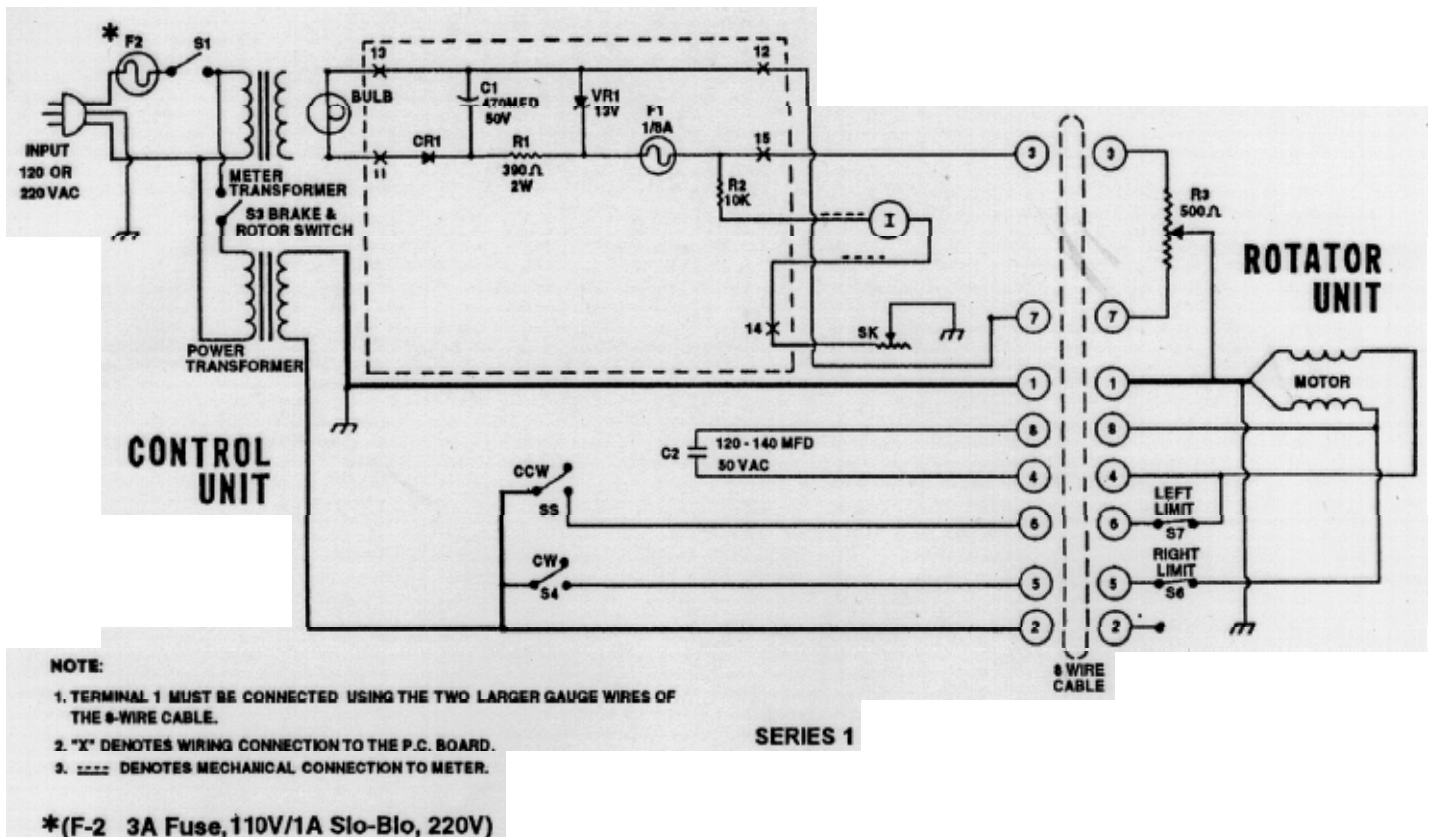 *
F2
S1
INPUT
120 OR
220 VAC
METER
TRANSFORMER
S3 BRAKE &
ROTOR SWITCH
POWER
TRANSFORMER
13
BULB
11
C1
470MFD
50V
VR1
13V
CR1
R1
390Ω
2W
F1
1/8A
12
15
R2
10K
I
14
SK
3
3
R3
500Ω
ROTATOR
UNIT
7
7
1
1
MOTOR
8
8
C2
120 - 140 MFD
50 VAC
4
4
CONTROL
UNIT
CCW
SS
6
6
LEFT
LIMIT
S7
CW
S4
5
5
RIGHT
LIMIT
S6
2
2
8 WIRE
CABLE
NOTE:
1. TERMINAL 1 MUST BE CONNECTED USING THE TWO LARGER GAUGE WIRES OF
THE 8-WIRE CABLE.
2. "X" DENOTES WIRING CONNECTION TO THE P.C. BOARD.
3. ---- DENOTES MECHANICAL CONNECTION TO METER.
SERIES 1
*(F-2 3A Fuse,110V/1A Slo-Blo, 220V)